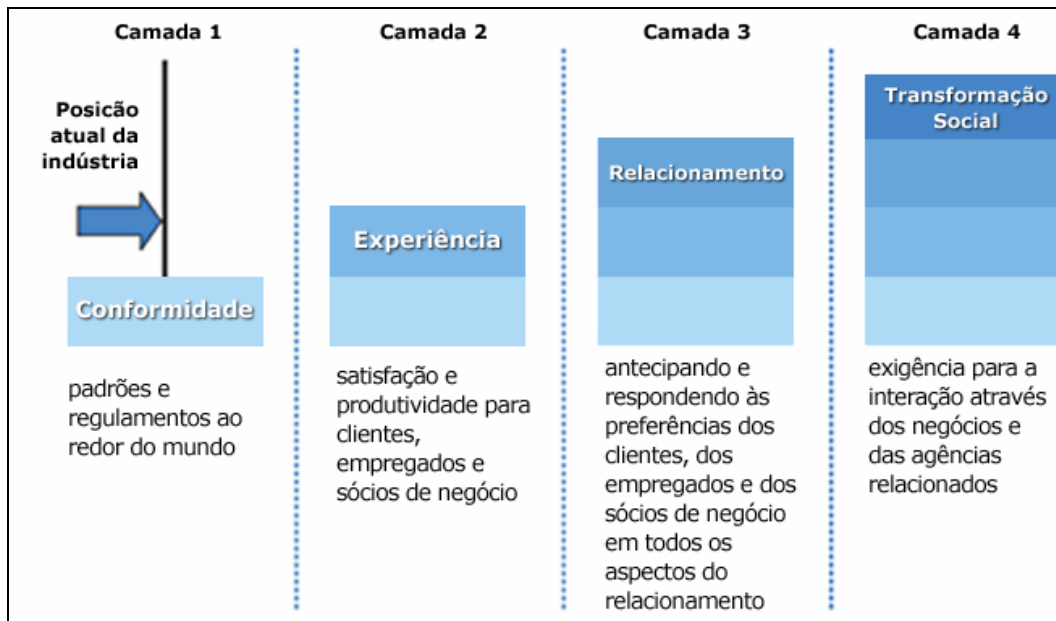 Camada 1
Posicão
atual da
indústria
Conformidade
padrões e
regulamentos ao
redor do mundo
Camada 2
Experiência
satisfação e
produtividade para
clientes,
empregados e
sócios de negócio
Camada 3
Relacionamento
antecipando e
respondendo às
preferências dos
clientes, dos
empregados e dos
sócios de negócio
em todos os
aspectos do
relacionamento
Camada 4
Transformação
Social
exigência para a
interação através
dos negócios e
das agências
relacionados